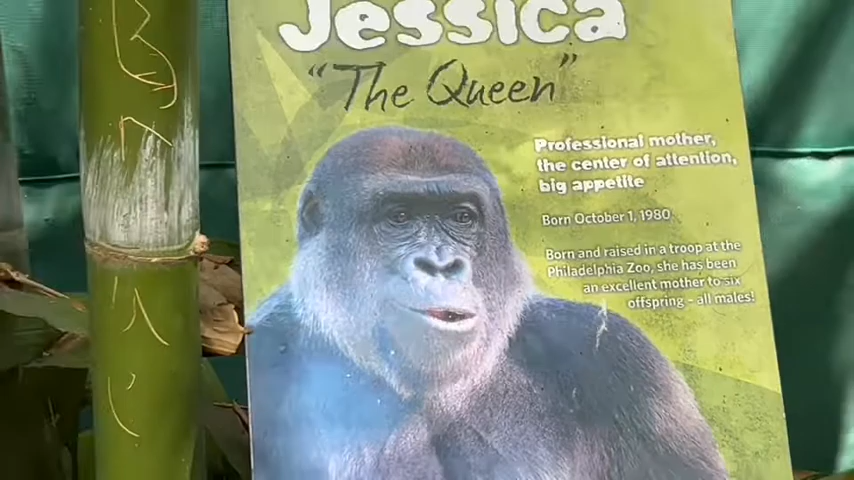 Jessica
"The Queen"
Professional mother,
the center of attention,
big appetite
Born October 1, 1980
Born and raised in a troop at the
Philadelphia Zoo, she has been
an excellent mother to six
offspring - all males!